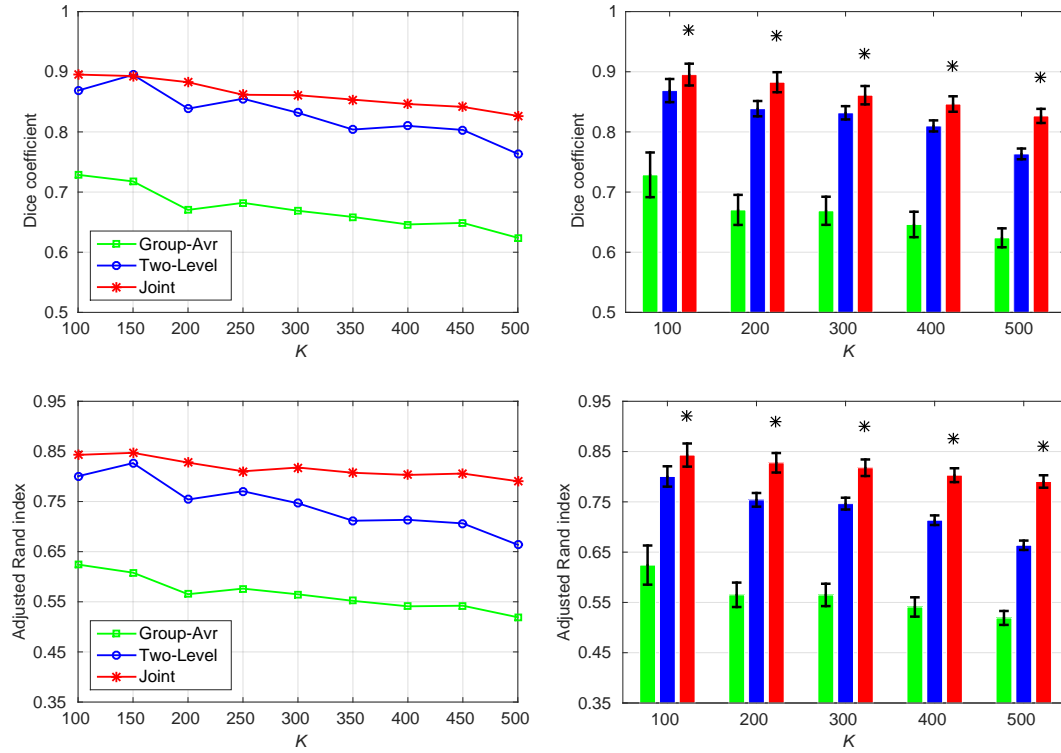 Dice coefficient
1
0.9
0.8
0.7
0.6
0.5
Group-Avr
Two-Level
Joint
100 150 200 250 300 350 400 450 500
K
Dice coefficient
1
0.9
0.8
0.7
0.6
0.5
* * * * *
100 200 300 400 500
K
Adjusted Rand index
0.95
0.85
0.75
0.65
0.55
0.45
0.35
Group-Avr
Two-Level
Joint
100 150 200 250 300 350 400 450 500
K
Adjusted Rand index
0.95
0.85
0.75
0.65
0.55
0.45
0.35
* * * * *
100 200 300 400 500
K